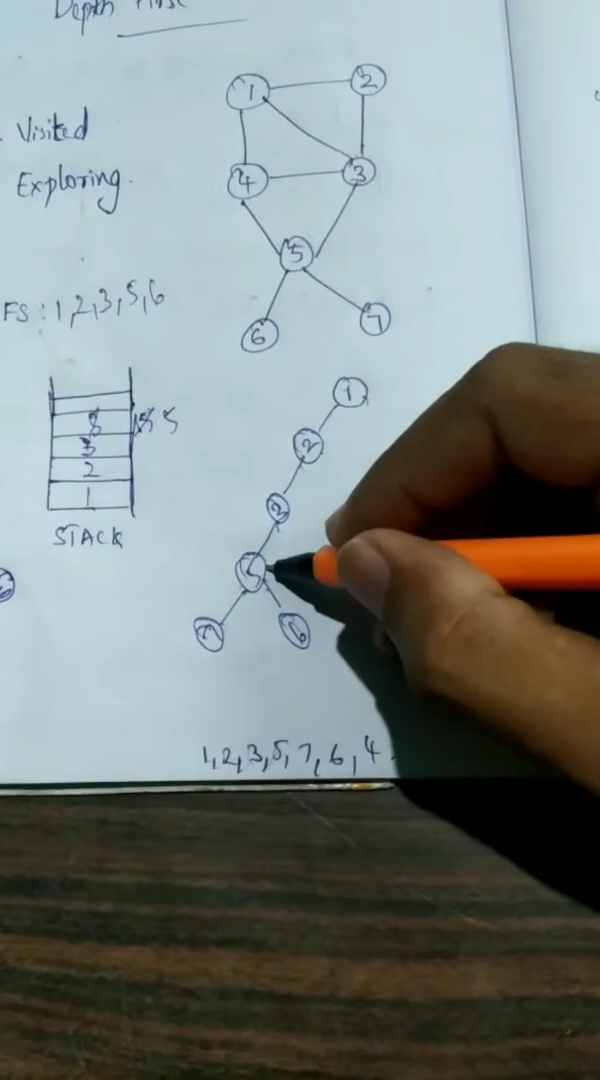 Depth First
1 2
. Visited
Exploring.
4 3
5
FS : 1,2,3,5,6
6 7
1
5 5
3 2
2
1
STACK
5
7 6
1,2,3,5,7,6,4